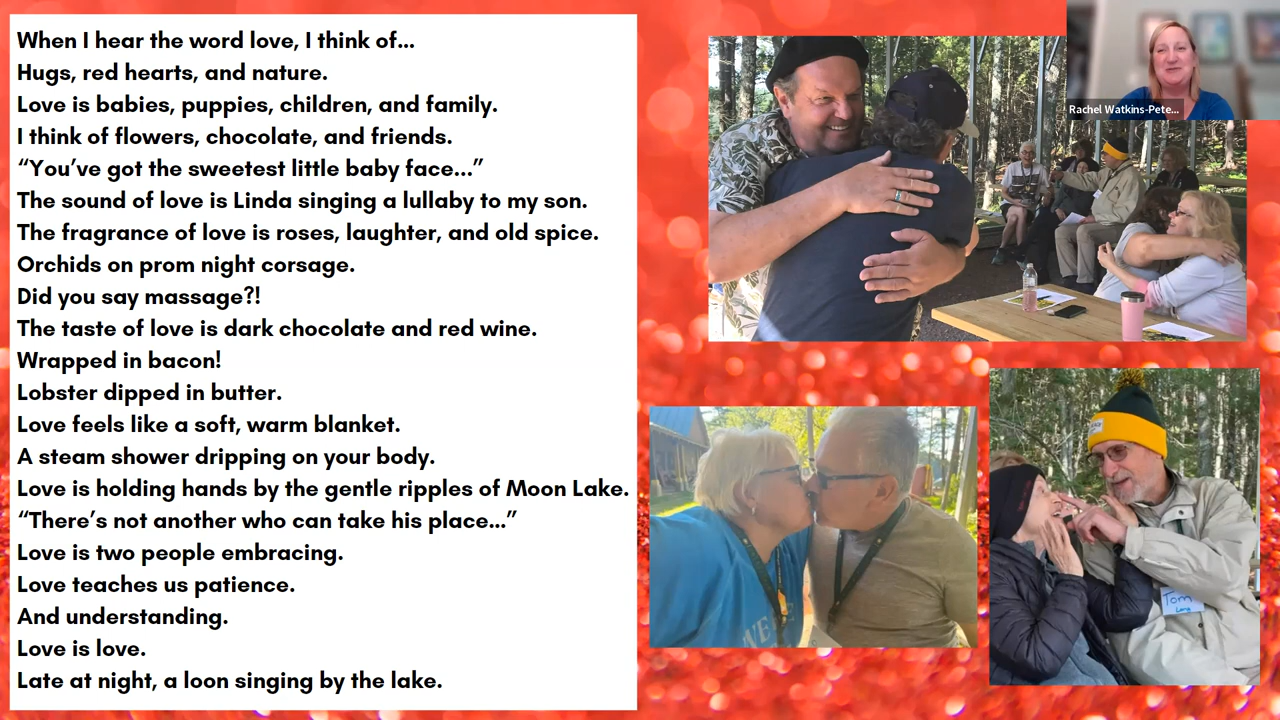 When I hear the word love, I think of...
Hugs, red hearts, and nature.
Love is babies, puppies, children, and family.
I think of flowers, chocolate, and friends.
“You’ve got the sweetest little baby face...”
The sound of love is Linda singing a lullaby to my son.
The fragrance of love is roses, laughter, and old spice.
Orchids on prom night corsage.
Did you say massage?!
The taste of love is dark chocolate and red wine.
Wrapped in bacon!
Lobster dipped in butter.
Love feels like a soft, warm blanket.
A steam shower dripping on your body.
Love is holding hands by the gentle ripples of Moon Lake.
“There’s not another who can take his place...”
Love is two people embracing.
Love teaches us patience.
And understanding.
Love is love.
Late at night, a loon singing by the lake.
Rachel Watkins-Pete...
Tom
Lang